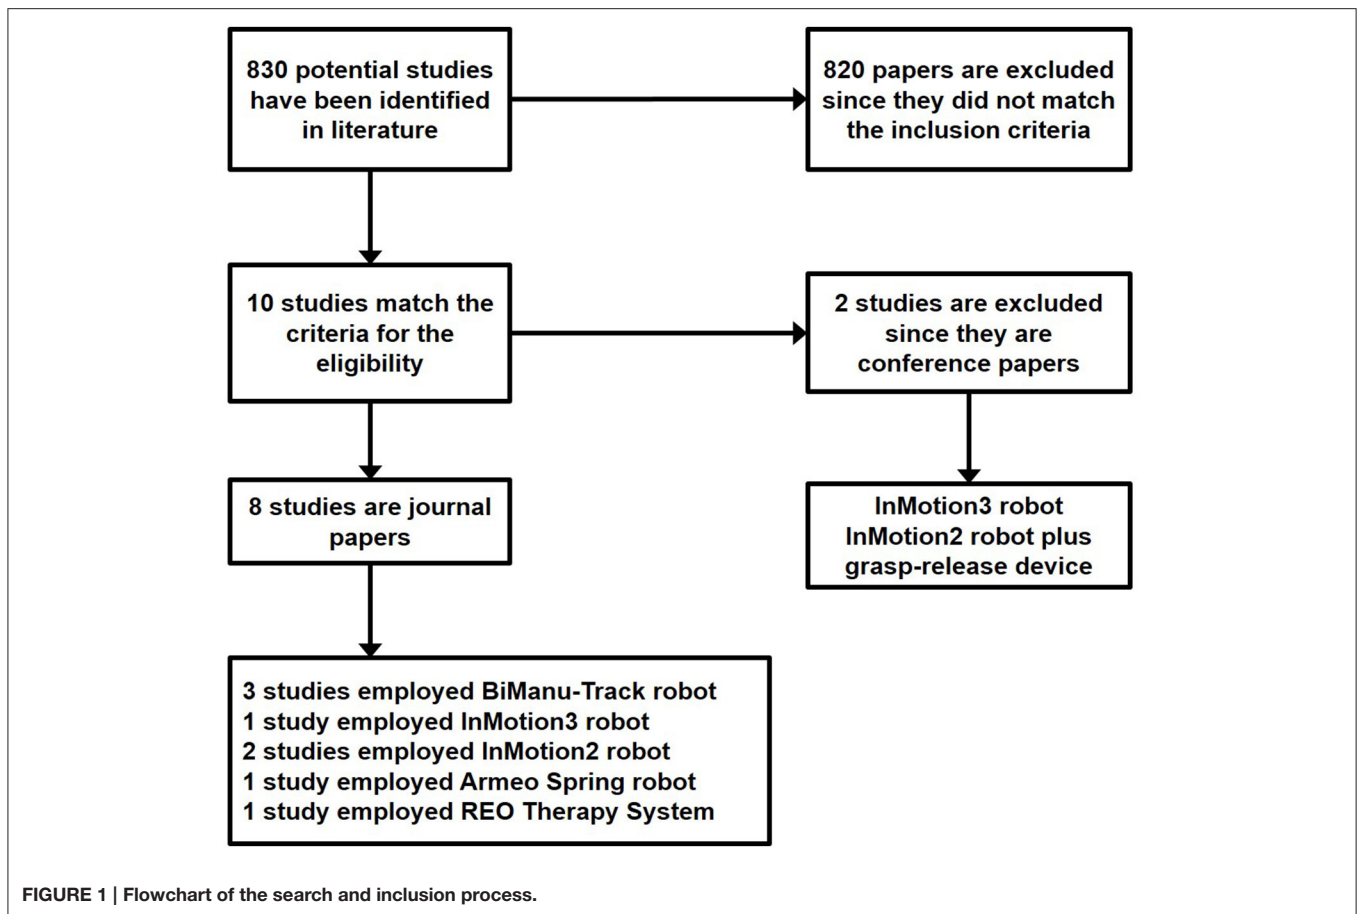 830 potential studies
have been identified
in literature
820 papers are excluded
since they did not match
the inclusion criteria
10 studies match the
criteria for the
eligibility
2 studies are excluded
since they are
conference papers
8 studies are journal
papers
InMotion3 robot
InMotion2 robot plus
grasp-release device
3 studies employed BiManu-Track robot
1 study employed InMotion3 robot
2 studies employed InMotion2 robot
1 study employed Armeo Spring robot
1 study employed REO Therapy System
FIGURE 1 | Flowchart of the search and inclusion process.